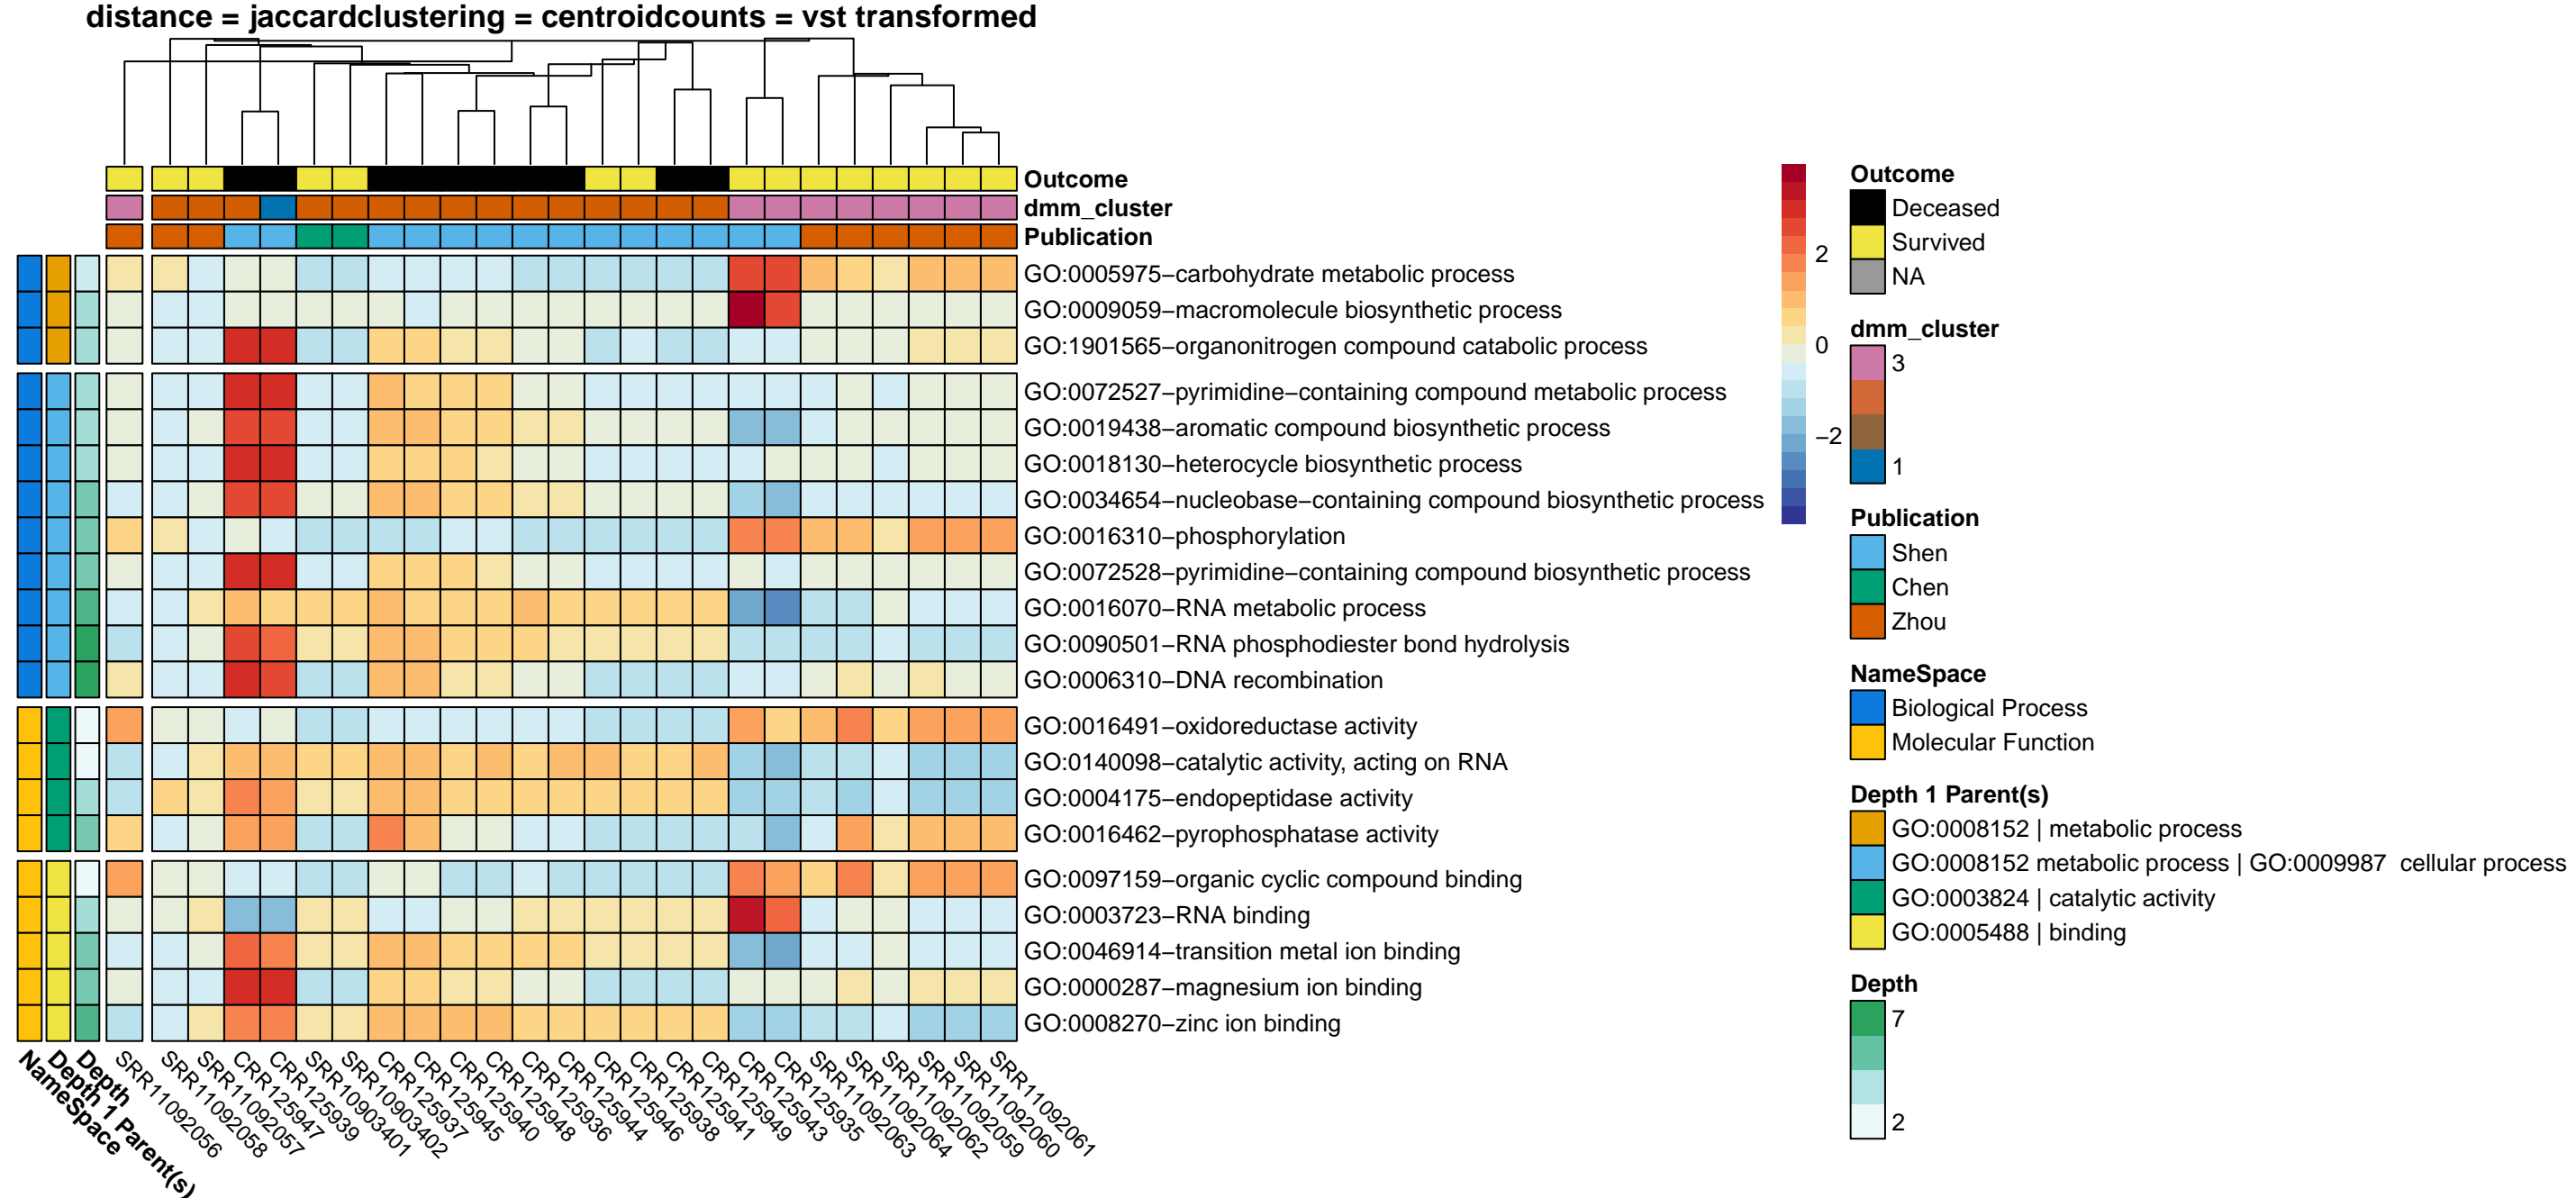 distance = jaccardclustering = centroidcounts = vst transformed
Outcome
dmm_cluster
Publication
GO:0005975−carbohydrate metabolic process
GO:0009059−macromolecule biosynthetic process
GO:1901565−organonitrogen compound catabolic process
GO:0072527−pyrimidine−containing compound metabolic process
GO:0019438−aromatic compound biosynthetic process
GO:0018130−heterocycle biosynthetic process
GO:0034654−nucleobase−containing compound biosynthetic process
GO:0016310−phosphorylation
GO:0072528−pyrimidine−containing compound biosynthetic process
GO:0016070−RNA metabolic process
GO:0090501−RNA phosphodiester bond hydrolysis
GO:0006310−DNA recombination
GO:0016491−oxidoreductase activity
GO:0140098−catalytic activity, acting on RNA
GO:0004175−endopeptidase activity
GO:0016462−pyrophosphatase activity
GO:0097159−organic cyclic compound binding
GO:0003723−RNA binding
GO:0046914−transition metal ion binding
GO:0000287−magnesium ion binding
GO:0008270−zinc ion binding
NameSpace
Depth 1 Parent(s)
Depth
SRR11092056
SRR11092058
SRR11092057
CRR125947
CRR125939
SRR10903401
SRR10903402
CRR125937
CRR125945
CRR125940
CRR125948
CRR125936
CRR125944
CRR125946
CRR125938
CRR125941
CRR125949
CRR125943
CRR125935
SRR11092063
SRR11092064
SRR11092062
SRR11092059
SRR11092060
SRR11092061
2
0
−2
Outcome
Deceased
Survived
NA
dmm_cluster
3
1
Publication
Shen
Chen
Zhou
NameSpace
Biological Process
Molecular Function
Depth 1 Parent(s)
GO:0008152 | metabolic process
GO:0008152 metabolic process | GO:0009987 cellular process
GO:0003824 | catalytic activity
GO:0005488 | binding
Depth
7
2